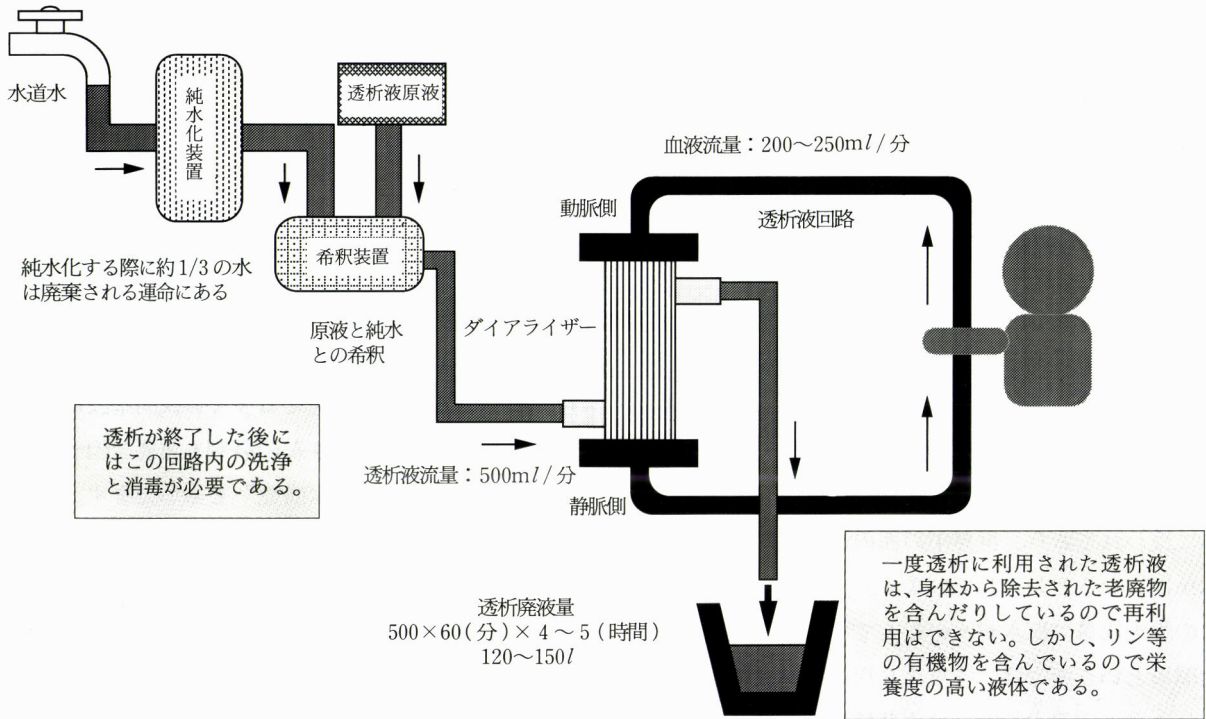 水道水
純水化装置
透析液原液
血液流量：200〜250ml/分
動脈側
透析液回路
希釈装置
純水化する際に約1/3の水
は廃棄される運命にある
原液と純水
との希釈
ダイアライザー
透析が終了した後に
はこの回路内の洗浄
と消毒が必要である。
透析液流量：500ml/分
静脈側
一度透析に利用された透析液
は、身体から除去された老廃物
を含んだりしているので再利
用はできない。しかし、リン等
の有機物を含んでいるので栄
養度の高い液体である。
透析廃液量
500×60(分)×4〜5(時間)
120〜150l